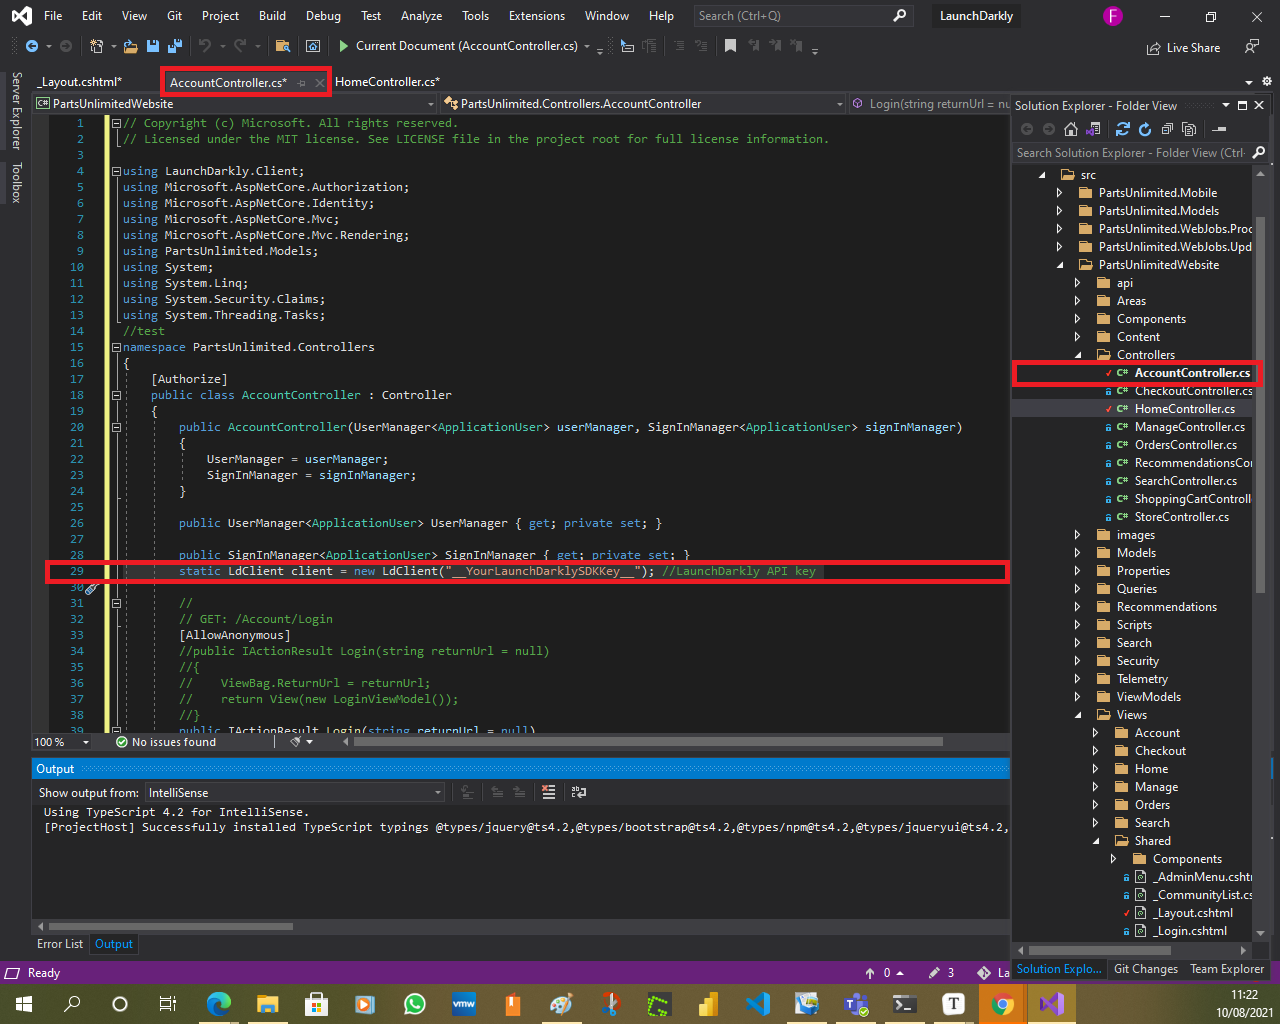 File Edit View Git Project Build Debug Test Analyze Tools Extensions Window Help Search (Ctrl+Q) LaunchDarkly F
Current Document (AccountController.cs) Live Share
Server Explorer
Toolbox
_Layout.cshtml* AccountController.cs* HomeController.cs*
C# PartsUnlimitedWebsite PartsUnlimited.Controllers.AccountController Login(string returnUrl = nu
1 // Copyright (c) Microsoft. All rights reserved.
2 // Licensed under the MIT license. See LICENSE file in the project root for full license information.
3
4 using LaunchDarkly.Client;
5 using Microsoft.AspNetCore.Authorization;
6 using Microsoft.AspNetCore.Identity;
7 using Microsoft.AspNetCore.Mvc;
8 using Microsoft.AspNetCore.Mvc.Rendering;
9 using PartsUnlimited.Models;
10 using System;
11 using System.Linq;
12 using System.Security.Claims;
13 using System.Threading.Tasks;
14 //test
15 namespace PartsUnlimited.Controllers
16 {
17 [Authorize]
18 public class AccountController : Controller
19 {
20 public AccountController(UserManager<ApplicationUser> userManager, SignInManager<ApplicationUser> signInManager)
21 {
22 UserManager = userManager;
23 SignInManager = signInManager;
24 }
25
26 public UserManager<ApplicationUser> UserManager { get; private set; }
27
28 public SignInManager<ApplicationUser> SignInManager { get; private set; }
29 static LdClient client = new LdClient("__YourLaunchDarklySDKKey__"); //LaunchDarkly API key
30
31 //
32 // GET: /Account/Login
33 [AllowAnonymous]
34 //public IActionResult Login(string returnUrl = null)
35 //{
36 // ViewBag.ReturnUrl = returnUrl;
37 // return View(new LoginViewModel());
38 //}
39 public IActionResult Login(string returnUrl = null)
100 % No issues found
Output
Show output from: IntelliSense
Using TypeScript 4.2 for IntelliSense.
[ProjectHost] Successfully installed TypeScript typings @types/jquery@ts4.2,@types/bootstrap@ts4.2,@types/npm@ts4.2,@types/jqueryui@ts4.2,
Error List Output
Solution Explorer - Folder View
Search Solution Explorer - Folder View (Ctrl+
src
PartsUnlimited.Mobile
PartsUnlimited.Models
PartsUnlimited.WebJobs.Proc
PartsUnlimited.WebJobs.Upd
PartsUnlimitedWebsite
api
Areas
Components
Content
Controllers
C# AccountController.cs
C# CheckoutController.cs
C# HomeController.cs
C# ManageController.cs
C# OrdersController.cs
C# RecommendationsCo
C# SearchController.cs
C# ShoppingCartControll
C# StoreController.cs
images
Models
Properties
Queries
Recommendations
Scripts
Search
Security
Telemetry
ViewModels
Views
Account
Checkout
Home
Manage
Orders
Search
Shared
Components
_AdminMenu.cshtm
_CommunityList.cs
_Layout.cshtml
_Login.cshtml
Solution Explo... Git Changes Team Explorer
Ready 0 3 La
vmw T
11:22
10/08/2021